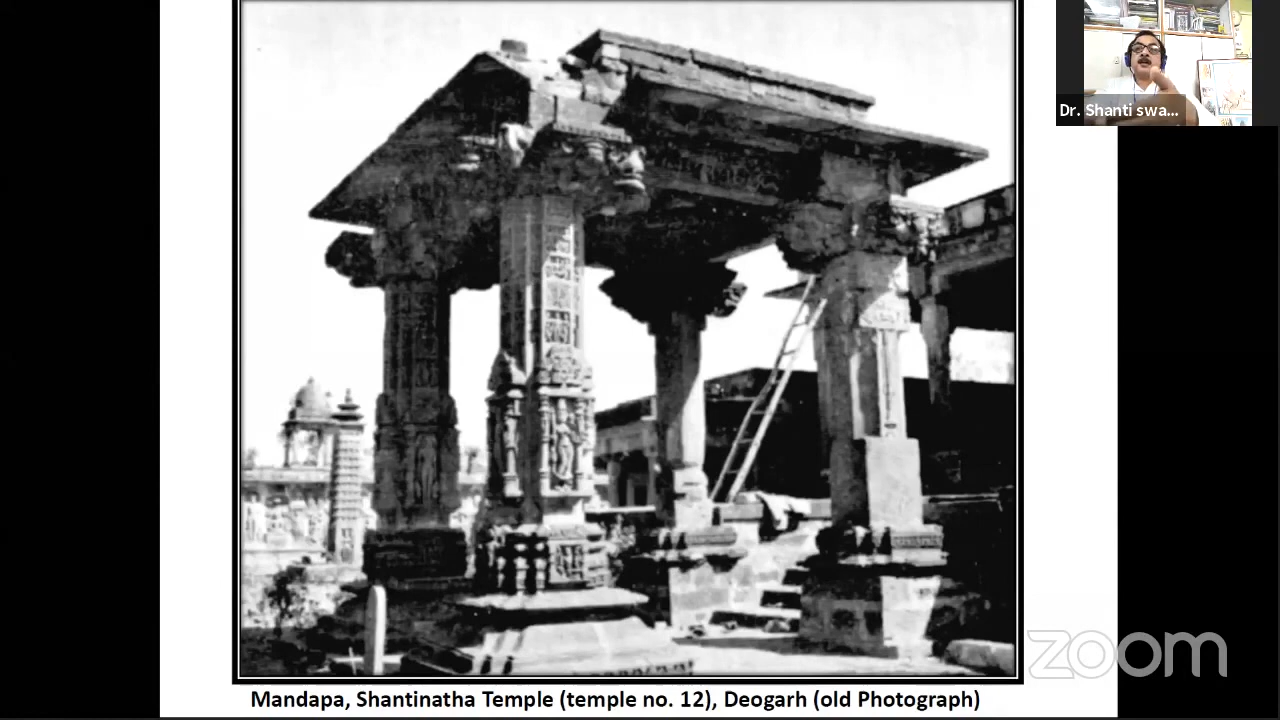 Dr. Shanti swa...
zoom
Mandapa, Shantinatha Temple (temple no. 12), Deogarh (old Photograph)